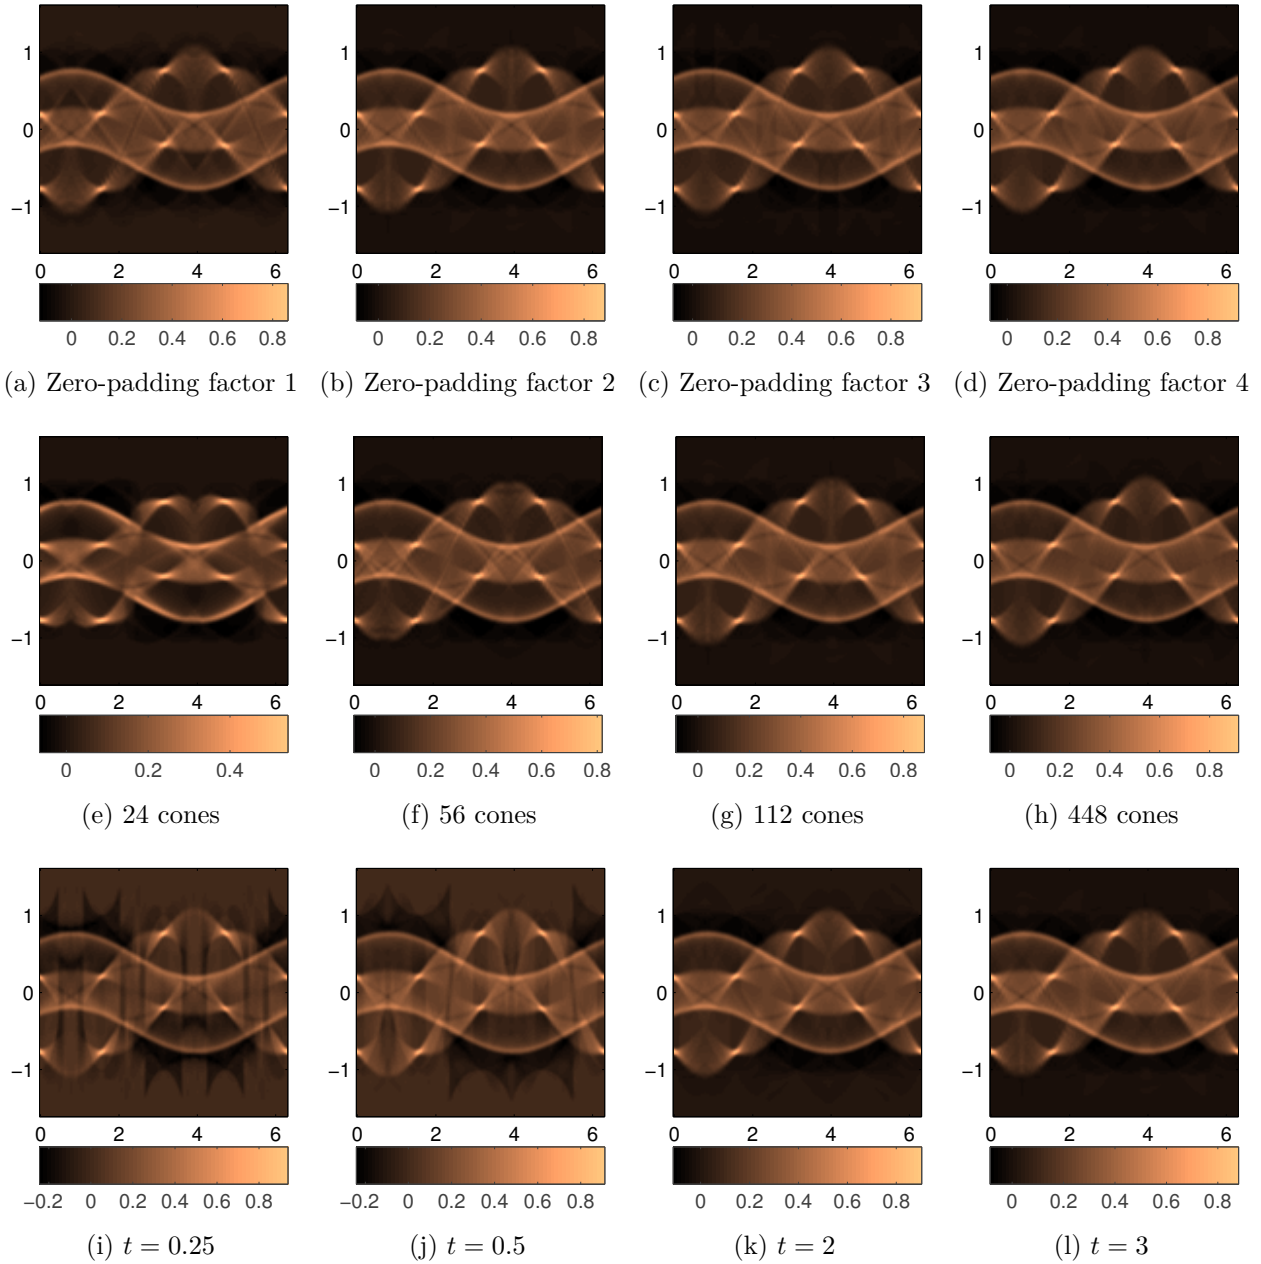 1 1 1 1
0 0 0 0
−1 −1 −1 −1
0 2 4 6 0 2 4 6 0 2 4 6 0 2 4 6
0 0.2 0.4 0.6 0.8 0 0.2 0.4 0.6 0.8 0 0.2 0.4 0.6 0.8 0 0.2 0.4 0.6 0.8
(a) Zero-padding factor 1 (b) Zero-padding factor 2 (c) Zero-padding factor 3 (d) Zero-padding factor 4
1 1 1 1
0 0 0 0
−1 −1 −1 −1
0 2 4 6 0 2 4 6 0 2 4 6 0 2 4 6
0 0.2 0.4 0 0.2 0.4 0.6 0.8 0 0.2 0.4 0.6 0.8 0 0.2 0.4 0.6 0.8
(e) 24 cones (f) 56 cones (g) 112 cones (h) 448 cones
1 1 1 1
0 0 0 0
−1 −1 −1 −1
0 2 4 6 0 2 4 6 0 2 4 6 0 2 4 6
−0.2 0 0.2 0.4 0.6 0.8 −0.2 0 0.2 0.4 0.6 0.8 0 0.2 0.4 0.6 0.8 0 0.2 0.4 0.6 0.8
(i) t = 0.25 (j) t = 0.5 (k) t = 2 (l) t = 3